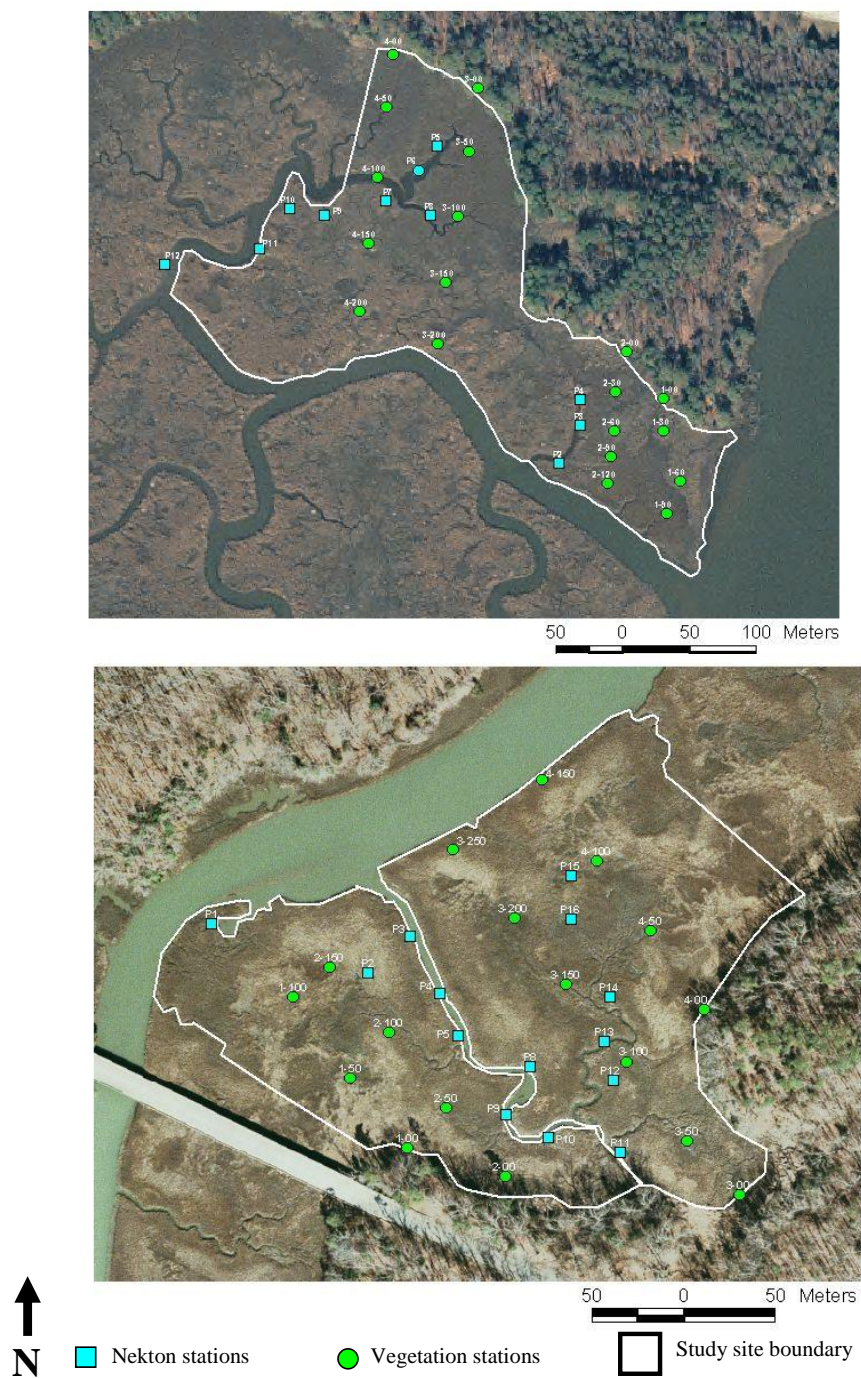 4-00
3-00
4-50
P5
3-50
P6
4-100
P7
P10
P9
P8
3-100
4-150
P11
P12
3-150
4-200
3-200
2-00
2-30
1-00
P4
P3
2-60
1-30
2-90
P2
2-120
1-60
1-90
50 0 50 100 Meters
4-150
3-250
4-100
P15
3-200
P16
P1
4-50
P3
2-150
P2
1-100
3-150
P4
P14
4-00
2-100
P5
P13
3-100
P8
1-50
P12
2-50
P9
P10
3-50
1-00
P11
2-00
3-00
50 0 50 Meters
N
Nekton stations
Vegetation stations
Study site boundary